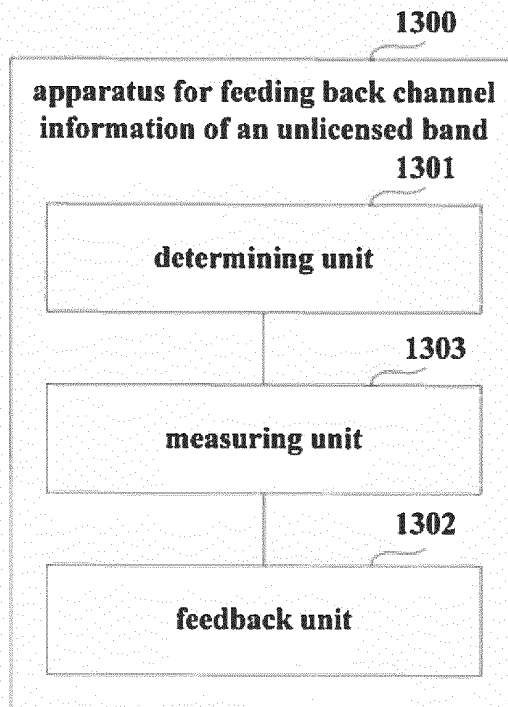 1300
apparatus for feeding back channel
information of an unlicensed band
1301
determining unit
1303
measuring unit
1302
feedback unit